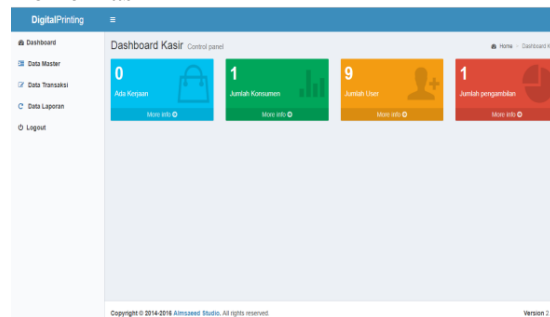 DigitalPrinting
Dashboard
Data Master
Data Transaksi
Data Laporan
Logout
Dashboard Kasir Control panel
Home > Dashboard K
0
Ada Kerjaan
More info
1
Jumlah Konsumen
More info
9
Jumlah User
More info
1
Jumlah pengambilan
More info
Copyright © 2014-2016 Almsaeed Studio. All rights reserved.
Version 2